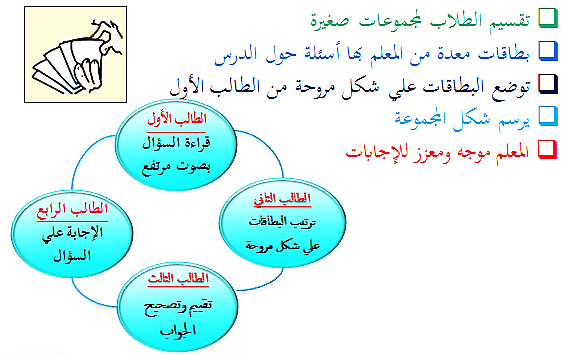 تقسيم الطلاب لمجموعات صغيرة
بطاقات معدة من المعلم بها أسئلة حول الدرس
توضع البطاقات علي شكل مروحة من الطالب الأول
يرسم شكل المجموعة
المعلم موجه ومعزز للإجابات
الطالب الأول
قراءة السؤال
بصوت مرتفع
الطالب الثاني
ترتيب البطاقات
علي شكل مروحة
الطالب الثالث
تقييم وتصحيح
الجواب
الطالب الرابع
الإجابة علي
السؤال